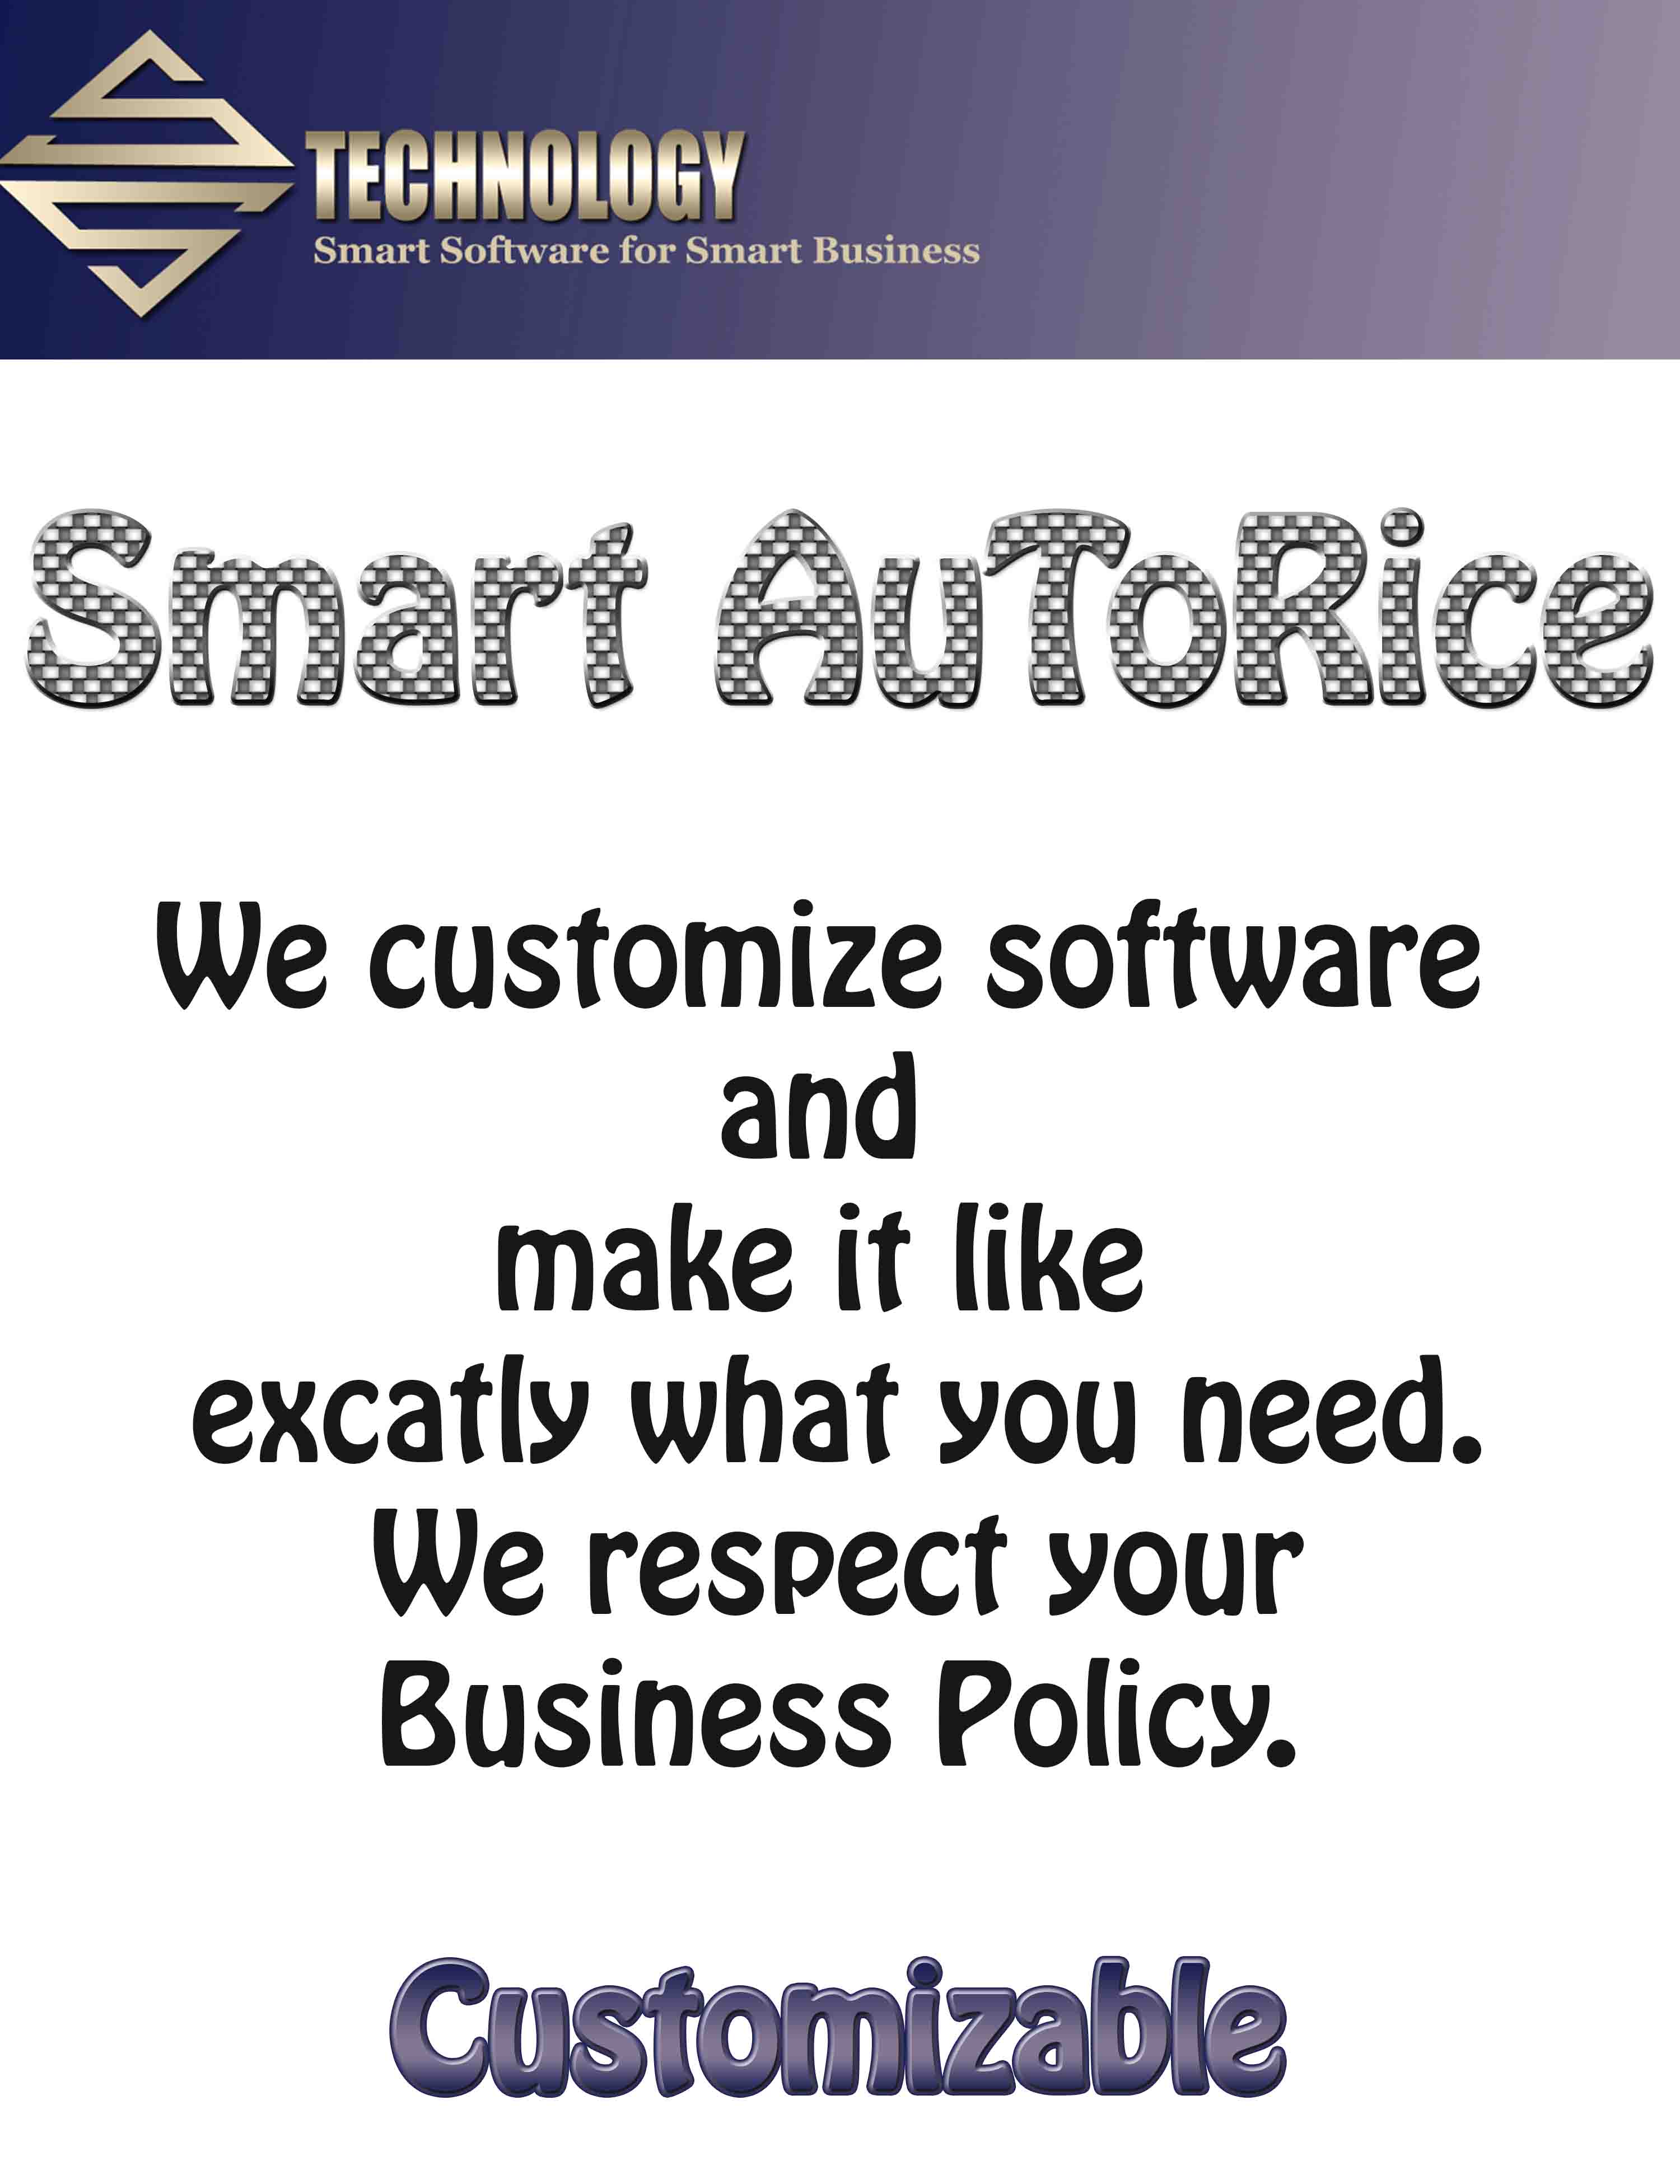 TECHNOLOGY
Smart Software for Smart Business
Smart AuToRice
We customize software
and
make it like
excatly what you need.
We respect your
Business Policy.
Customizable